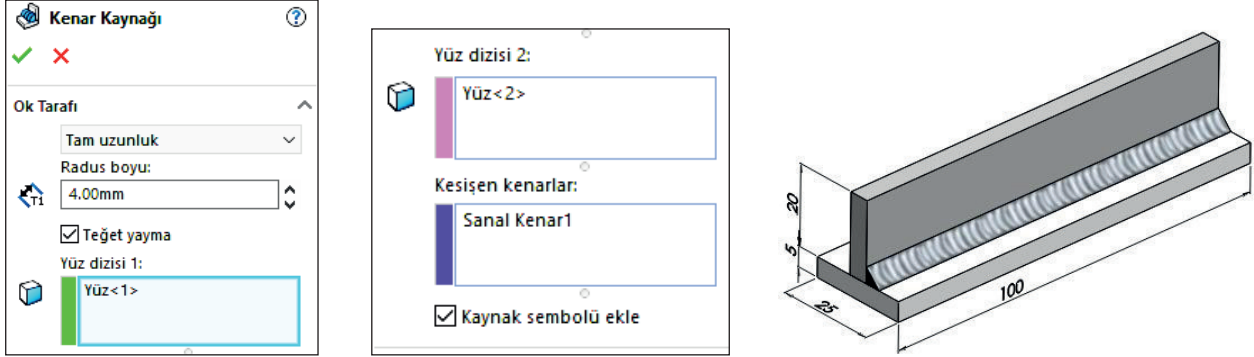 Kenar Kaynağı
?
Ok Tarafı
Tam uzunluk
Radus boyu:
T1
4.00mm
Teğet yayma
Yüz dizisi 1:
Yüz<1>
Yüz dizisi 2:
Yüz<2>
Kesişen kenarlar:
Sanal Kenar1
Kaynak sembolü ekle
20
5
25
100